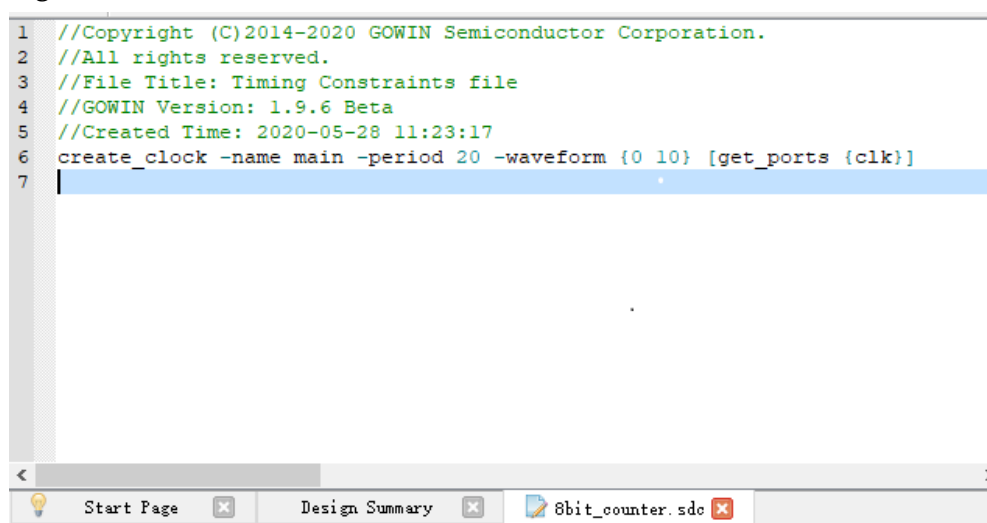 1 //Copyright (C)2014-2020 GOWIN Semiconductor Corporation.
2 //All rights reserved.
3 //File Title: Timing Constraints file
4 //GOWIN Version: 1.9.6 Beta
5 //Created Time: 2020-05-28 11:23:17
6 create_clock -name main -period 20 -waveform {0 10} [get_ports {clk}]
7
Start Page Design Summary 8bit_counter.sdc